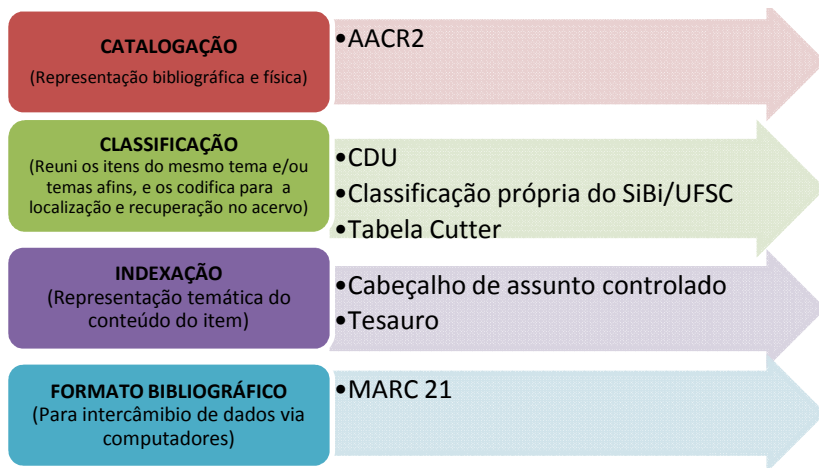 CATALOGAÇÃO
(Representação bibliográfica e física)
•AACR2
CLASSIFICAÇÃO
(Reuni os itens do mesmo tema e/ou
temas afins, e os codifica para a
localização e recuperação no acervo)
•CDU
•Classificação própria do SiBi/UFSC
•Tabela Cutter
INDEXAÇÃO
(Representação temática do
conteúdo do item)
•Cabeçalho de assunto controlado
•Tesauro
FORMATO BIBLIOGRÁFICO
(Para intercâmibio de dados via
computadores)
•MARC 21